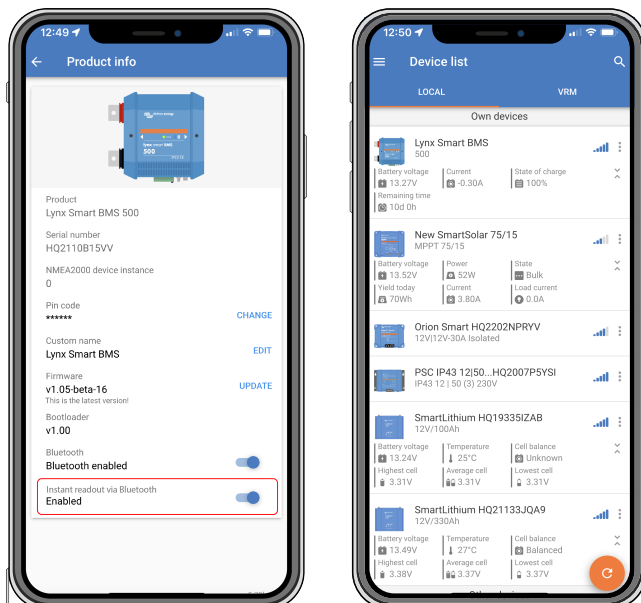 12:49
Product info
lynx smart BMS
500
Product
Lynx Smart BMS 500
Serial number
HQ2110B15VV
NMEA2000 device instance
0
Pin code
******
CHANGE
Custom name
Lynx Smart BMS
EDIT
Firmware
v1.05-beta-16
UPDATE
This is the latest version!
Bootloader
v1.00
Bluetooth
Bluetooth enabled
Instant readout via Bluetooth
Enabled
12:50
Device list
LOCAL
VRM
Own devices
Lynx Smart BMS
500
Battery voltage
13.27V
Current
-0.30A
State of charge
100%
Remaining time
10d 0h
New SmartSolar 75/15
MPPT 75/15
Battery voltage
13.52V
Power
52W
State
Bulk
Yield today
70Wh
Current
3.80A
Load current
0.0A
Orion Smart HQ2202NPRYV
12V|12V-30A Isolated
PSC IP43 12|50...HQ2007P5YSI
IP43 12 | 50 (3) 230V
SmartLithium HQ19335IZAB
12V/100Ah
Battery voltage
13.24V
Temperature
25°C
Cell balance
Unknown
Highest cell
3.31V
Average cell
3.31V
Lowest cell
3.31V
SmartLithium HQ21133JQA9
12V/330Ah
Battery voltage
13.49V
Temperature
27°C
Cell balance
Balanced
Highest cell
3.38V
Average cell
3.37V
Lowest cell
3.37V